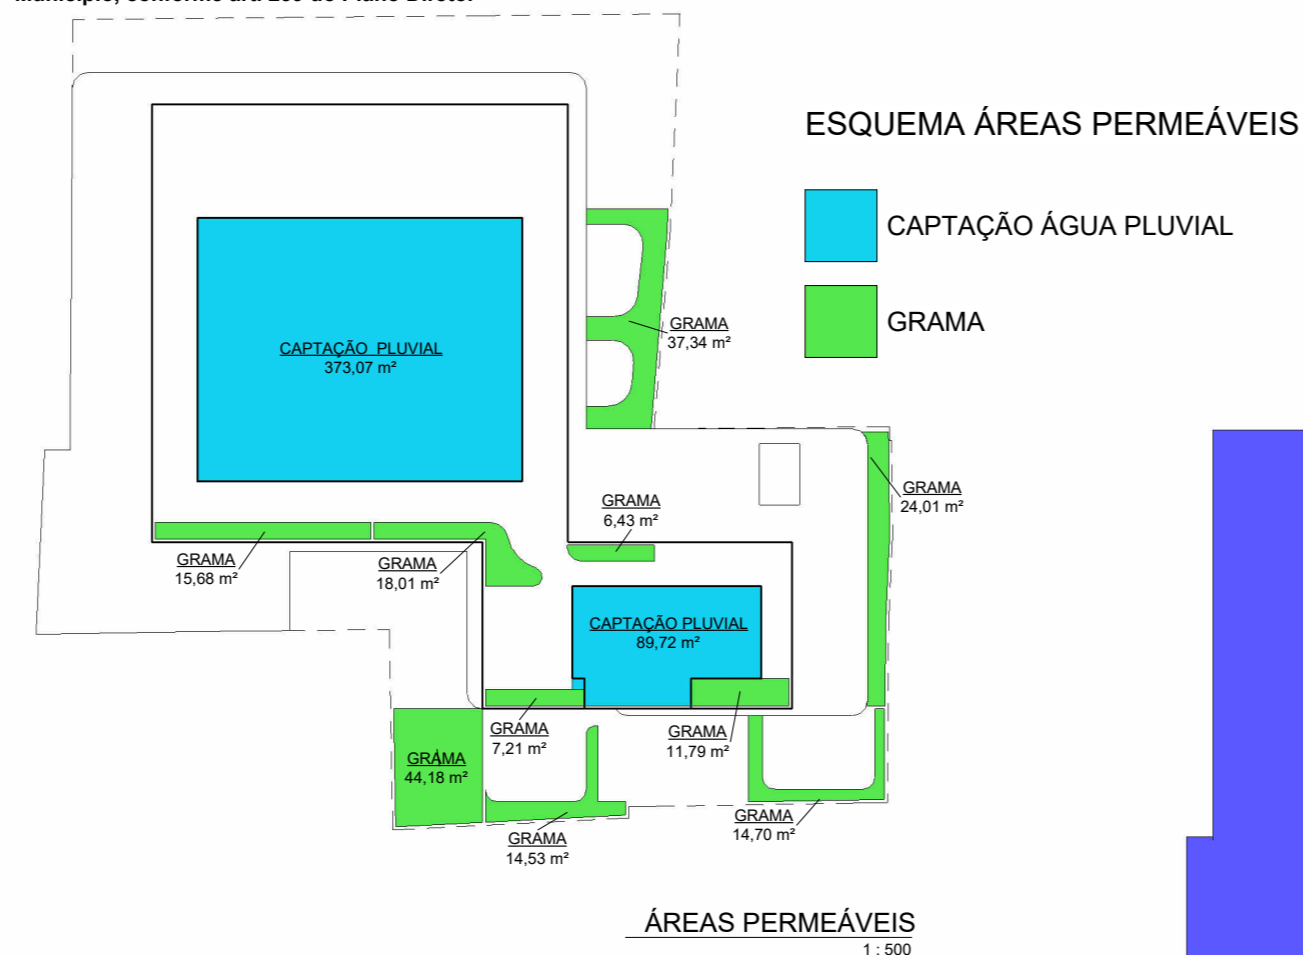 ESQUEMA ÁREAS PERMEÁVEIS
CAPTAÇÃO ÁGUA PLUVIAL
GRAMA
GRAMA
37,34 m²
CAPTAÇÃO PLUVIAL
373,07 m²
GRAMA
24,01 m²
GRAMA
6,43 m²
GRAMA
15,68 m²
GRAMA
18,01 m²
CAPTAÇÃO PLUVIAL
89,72 m²
GRAMA
7,21 m²
GRAMA
11,79 m²
GRAMA
44,18 m²
GRAMA
14,70 m²
GRAMA
14,53 m²
ÁREAS PERMEÁVEIS
1 : 500